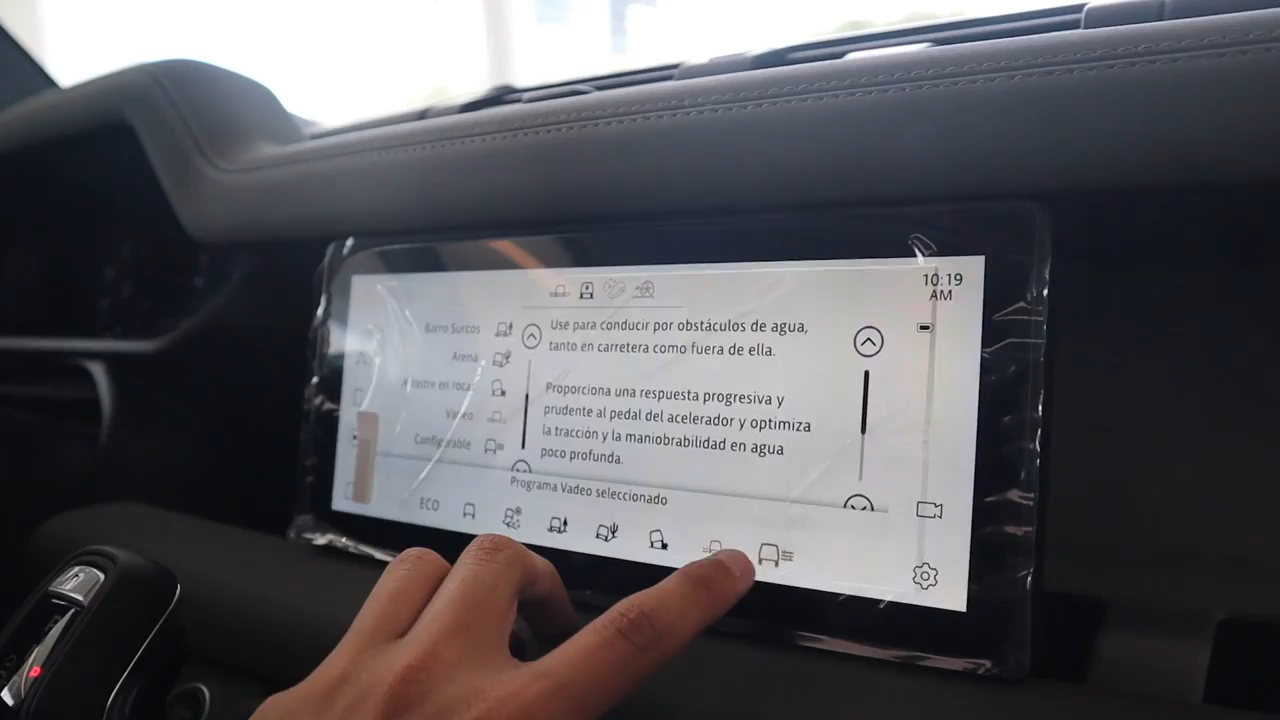 10:19
AM
Barro Surcos
Arena
Arrastre en rocas
Vadeo
Configurable
Use para conducir por obstáculos de agua,
tanto en carretera como fuera de ella.
Proporciona una respuesta progresiva y
prudente al pedal del acelerador y optimiza
la tracción y la maniobrabilidad en agua
poco profunda.
Programa Vadeo seleccionado
ECO